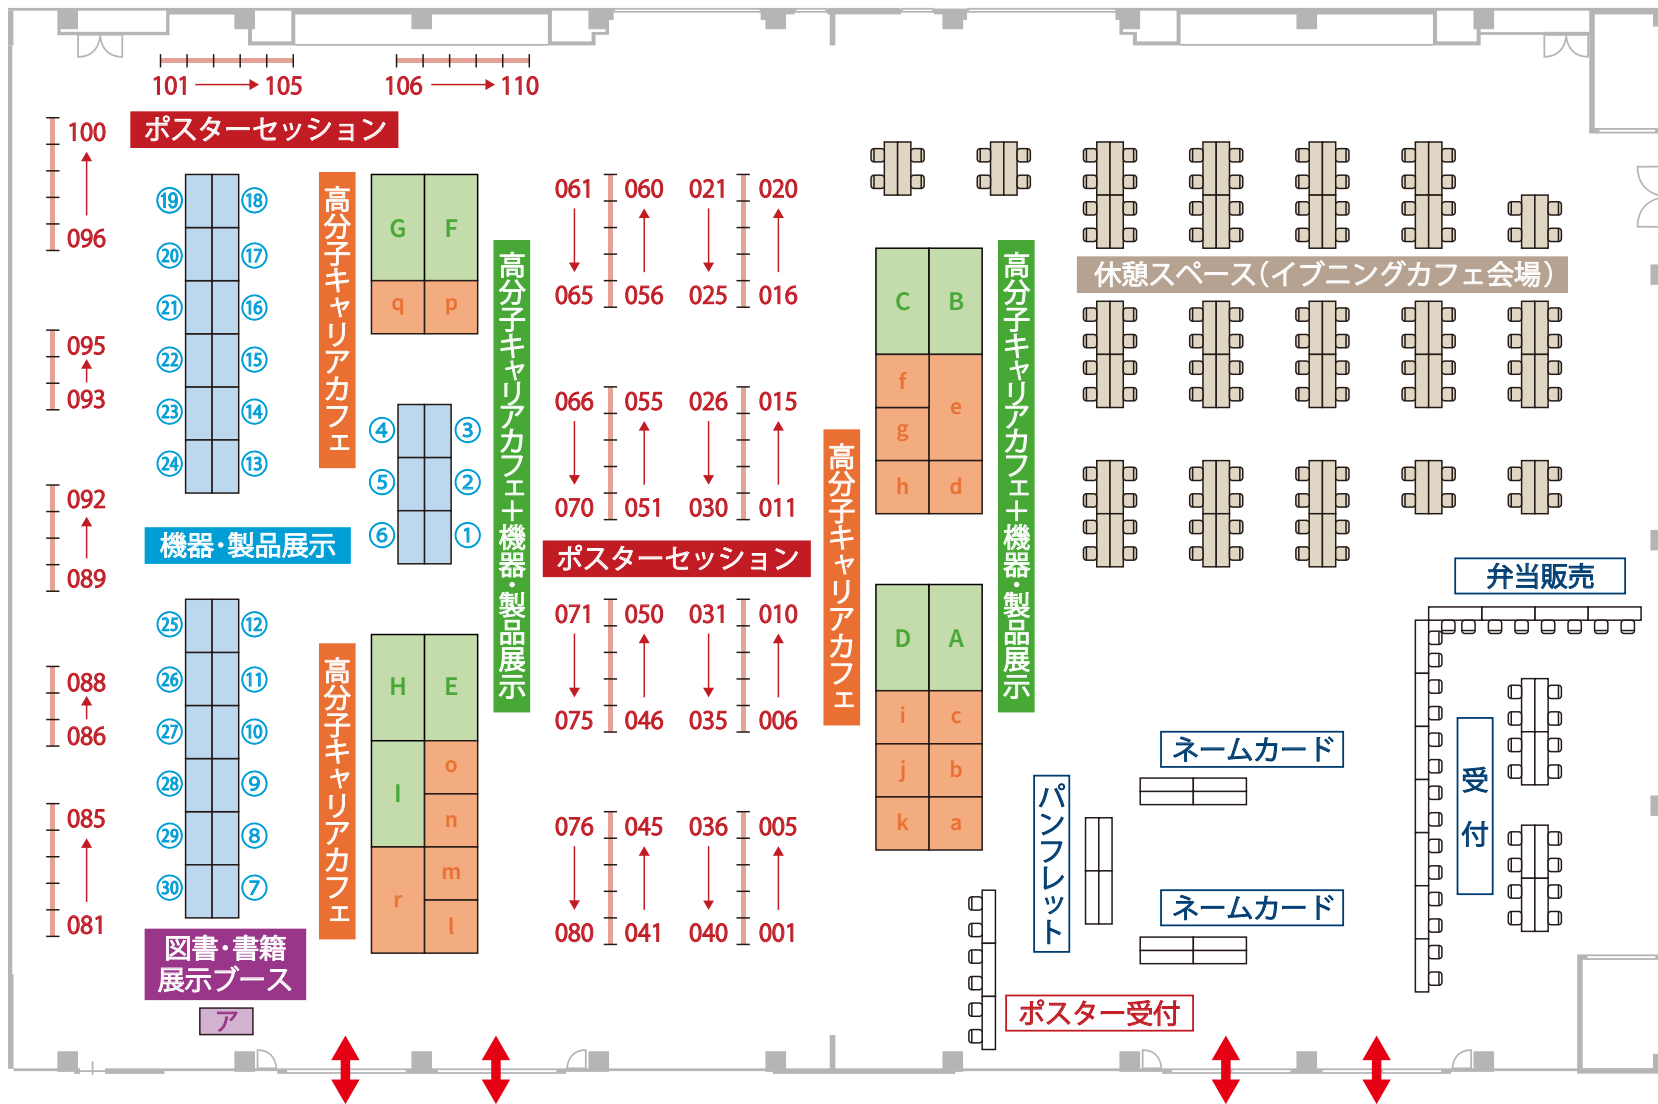 101 → 105
106 → 110
ポスターセッション
100
096
095
093
092
089
088
086
085
081
⑲ ⑱
⑳ ⑰
㉑ ⑯
㉒ ⑮
㉓ ⑭
㉔ ⑬
機器・製品展示
㉕ ⑫
㉖ ⑪
㉗ ⑩
㉘ ⑨
㉙ ⑧
㉚ ⑦
図書・書籍
展示ブース
ア
高分子キャリアカフェ
G F
q p
④ ③
⑤ ②
⑥ ①
高分子キャリアカフェ
H E
I
o
n
r
m
l
高分子キャリアカフェ+機器・製品展示
061 060 021 020
065 056 025 016
066 055 026 015
070 051 030 011
ポスターセッション
071 050 031 010
075 046 035 006
076 045 036 005
080 041 040 001
高分子キャリアカフェ
C B
f
e
g
h d
D A
i c
j b
k a
高分子キャリアカフェ+機器・製品展示
休憩スペース(イブニングカフェ会場)
弁当販売
受付
ネームカード
パンフレット
ネームカード
ポスター受付